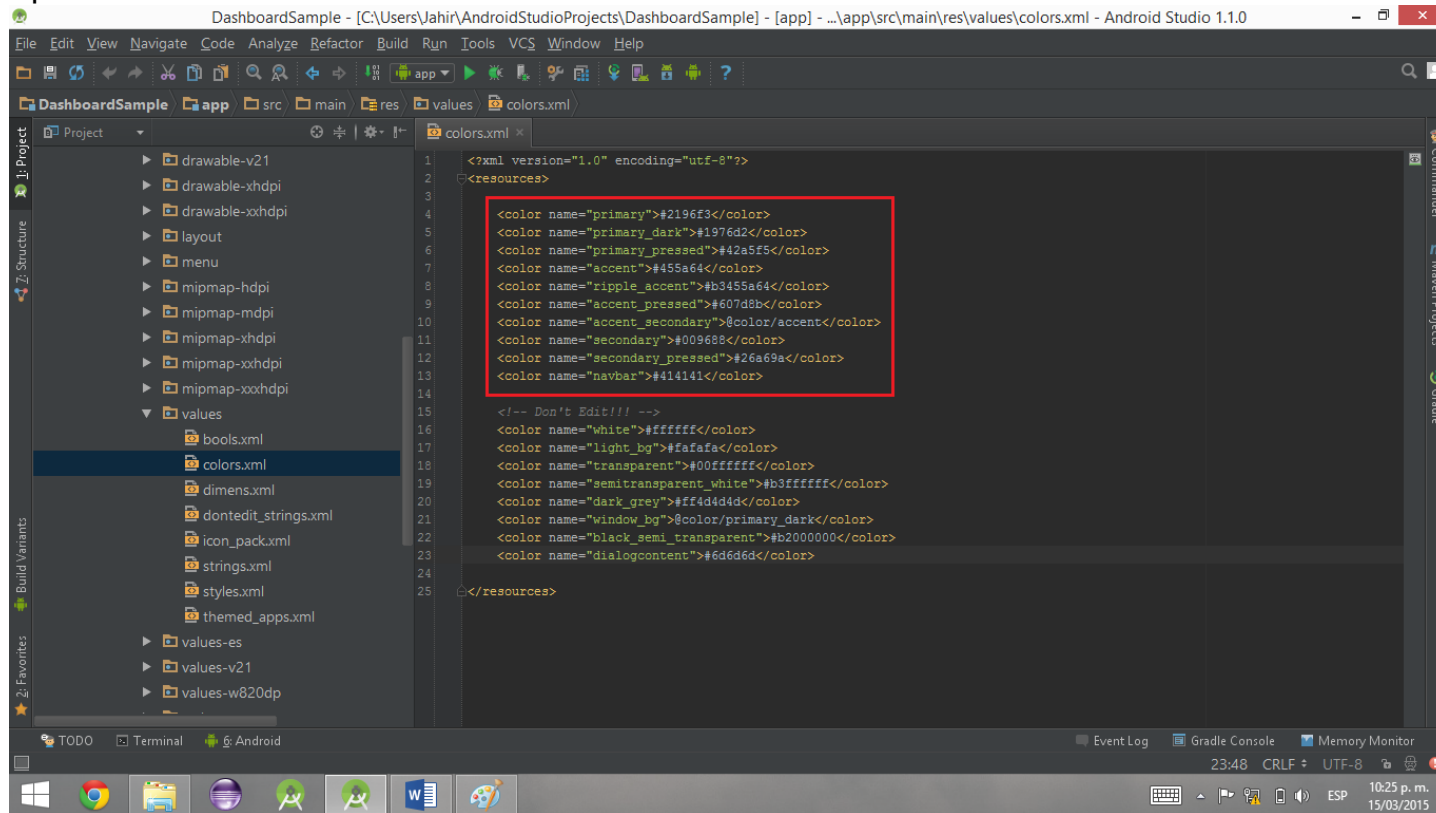 DashboardSample - [C:\Users\Jahir\AndroidStudioProjects\DashboardSample] - [app] - ...\app\src\main\res\values\colors.xml - Android Studio 1.1.0
File Edit View Navigate Code Analyze Refactor Build Run Tools VCS Window Help
app
DashboardSample app src main res values colors.xml
Project
colors.xml
1: Project
7: Structure
Build Variants
2: Favorites
drawable-v21
drawable-xhdpi
drawable-xxhdpi
layout
menu
mipmap-hdpi
mipmap-mdpi
mipmap-xhdpi
mipmap-xxhdpi
mipmap-xxxhdpi
values
bools.xml
colors.xml
dimens.xml
dontedit_strings.xml
icon_pack.xml
strings.xml
styles.xml
themed_apps.xml
values-es
values-v21
values-w820dp
1 <?xml version="1.0" encoding="utf-8"?>
2 <resources>
3
4 <color name="primary">#2196f3</color>
5 <color name="primary_dark">#1976d2</color>
6 <color name="primary_pressed">#42a5f5</color>
7 <color name="accent">#455a64</color>
8 <color name="ripple_accent">#b3455a64</color>
9 <color name="accent_pressed">#607d8b</color>
10 <color name="accent_secondary">@color/accent</color>
11 <color name="secondary">#009688</color>
12 <color name="secondary_pressed">#26a69a</color>
13 <color name="navbar">#414141</color>
14
15 <!-- Don't Edit!!! -->
16 <color name="white">#ffffff</color>
17 <color name="light_bg">#fafafa</color>
18 <color name="transparent">#00ffffff</color>
19 <color name="semitransparent_white">#b3ffffff</color>
20 <color name="dark_grey">#ff4d4d4d</color>
21 <color name="window_bg">@color/primary_dark</color>
22 <color name="black_semi_transparent">#b2000000</color>
23 <color name="dialogcontent">#6d6d6d</color>
24
25 </resources>
TODO Terminal 6: Android Event Log Gradle Console Memory Monitor
23:48 CRLF UTF-8
ESP
10:25 p. m.
15/03/2015